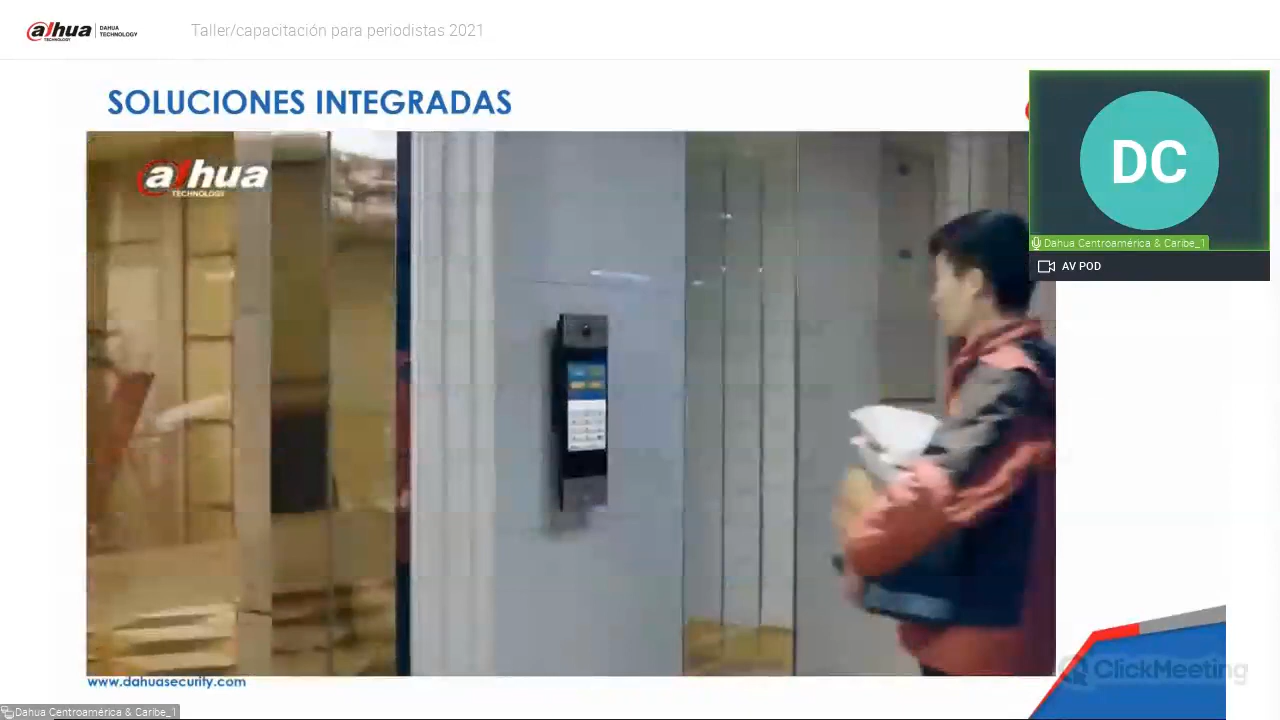 alhua
TECHNOLOGY
DAHUA
TECHNOLOGY
Taller/capacitación para periodistas 2021
SOLUCIONES INTEGRADAS
alhua
TECHNOLOGY
DC
Dahua Centroamérica & Caribe_1
AV POD
www.dahuasecurity.com
ClickMeeting
Dahua Centroamérica & Caribe_1